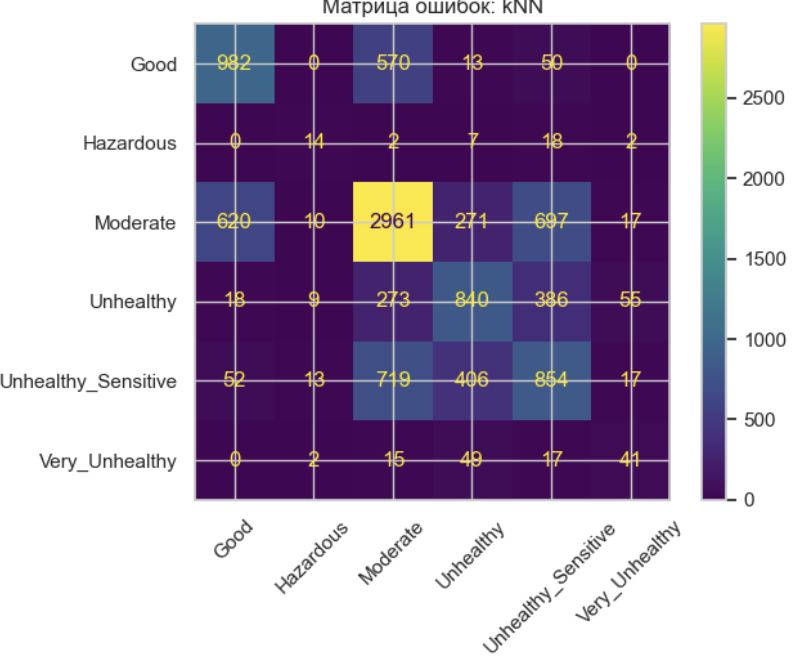 Матрица ошибок: kNN
Good 982 0 570 13 50 0
Hazardous 0 14 2 7 18 2
Moderate 620 10 2961 271 697 17
Unhealthy 18 9 273 840 386 55
Unhealthy_Sensitive 52 13 719 406 854 17
Very_Unhealthy 0 2 15 49 17 41
Good Hazardous Moderate Unhealthy Unhealthy_Sensitive Very_Unhealthy
2500
2000
1500
1000
500
0